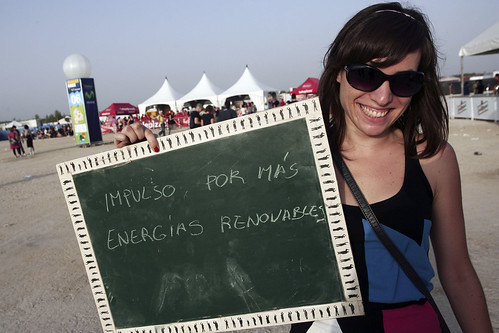 IMPULSO POR MÁS
ENERGÍAS RENOVABLES